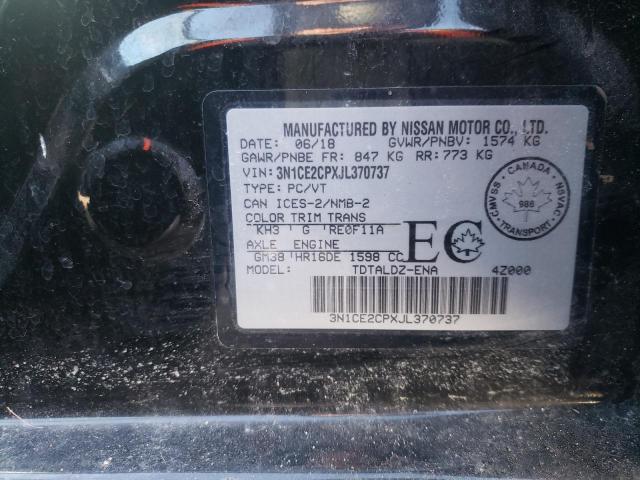 MANUFACTURED BY NISSAN MOTOR CO., LTD.
DATE: 06/18 GVWR/PNBV: 1574 KG
GAWR/PNBE FR: 847 KG RR: 773 KG
VIN: 3N1CE2CPXJL370737
TYPE: PC/VT
CAN ICES-2/NMB-2
COLOR TRIM TRANS
KH3 ' G 'RE0F11A
AXLE ENGINE
GM38 'HR16DE 1598 CC
MODEL: TDTALDZ-ENA 4Z000
EC
3N1CE2CPXJL370737
CMVSS - CANADA - NSVAC
986
TRANSPORT